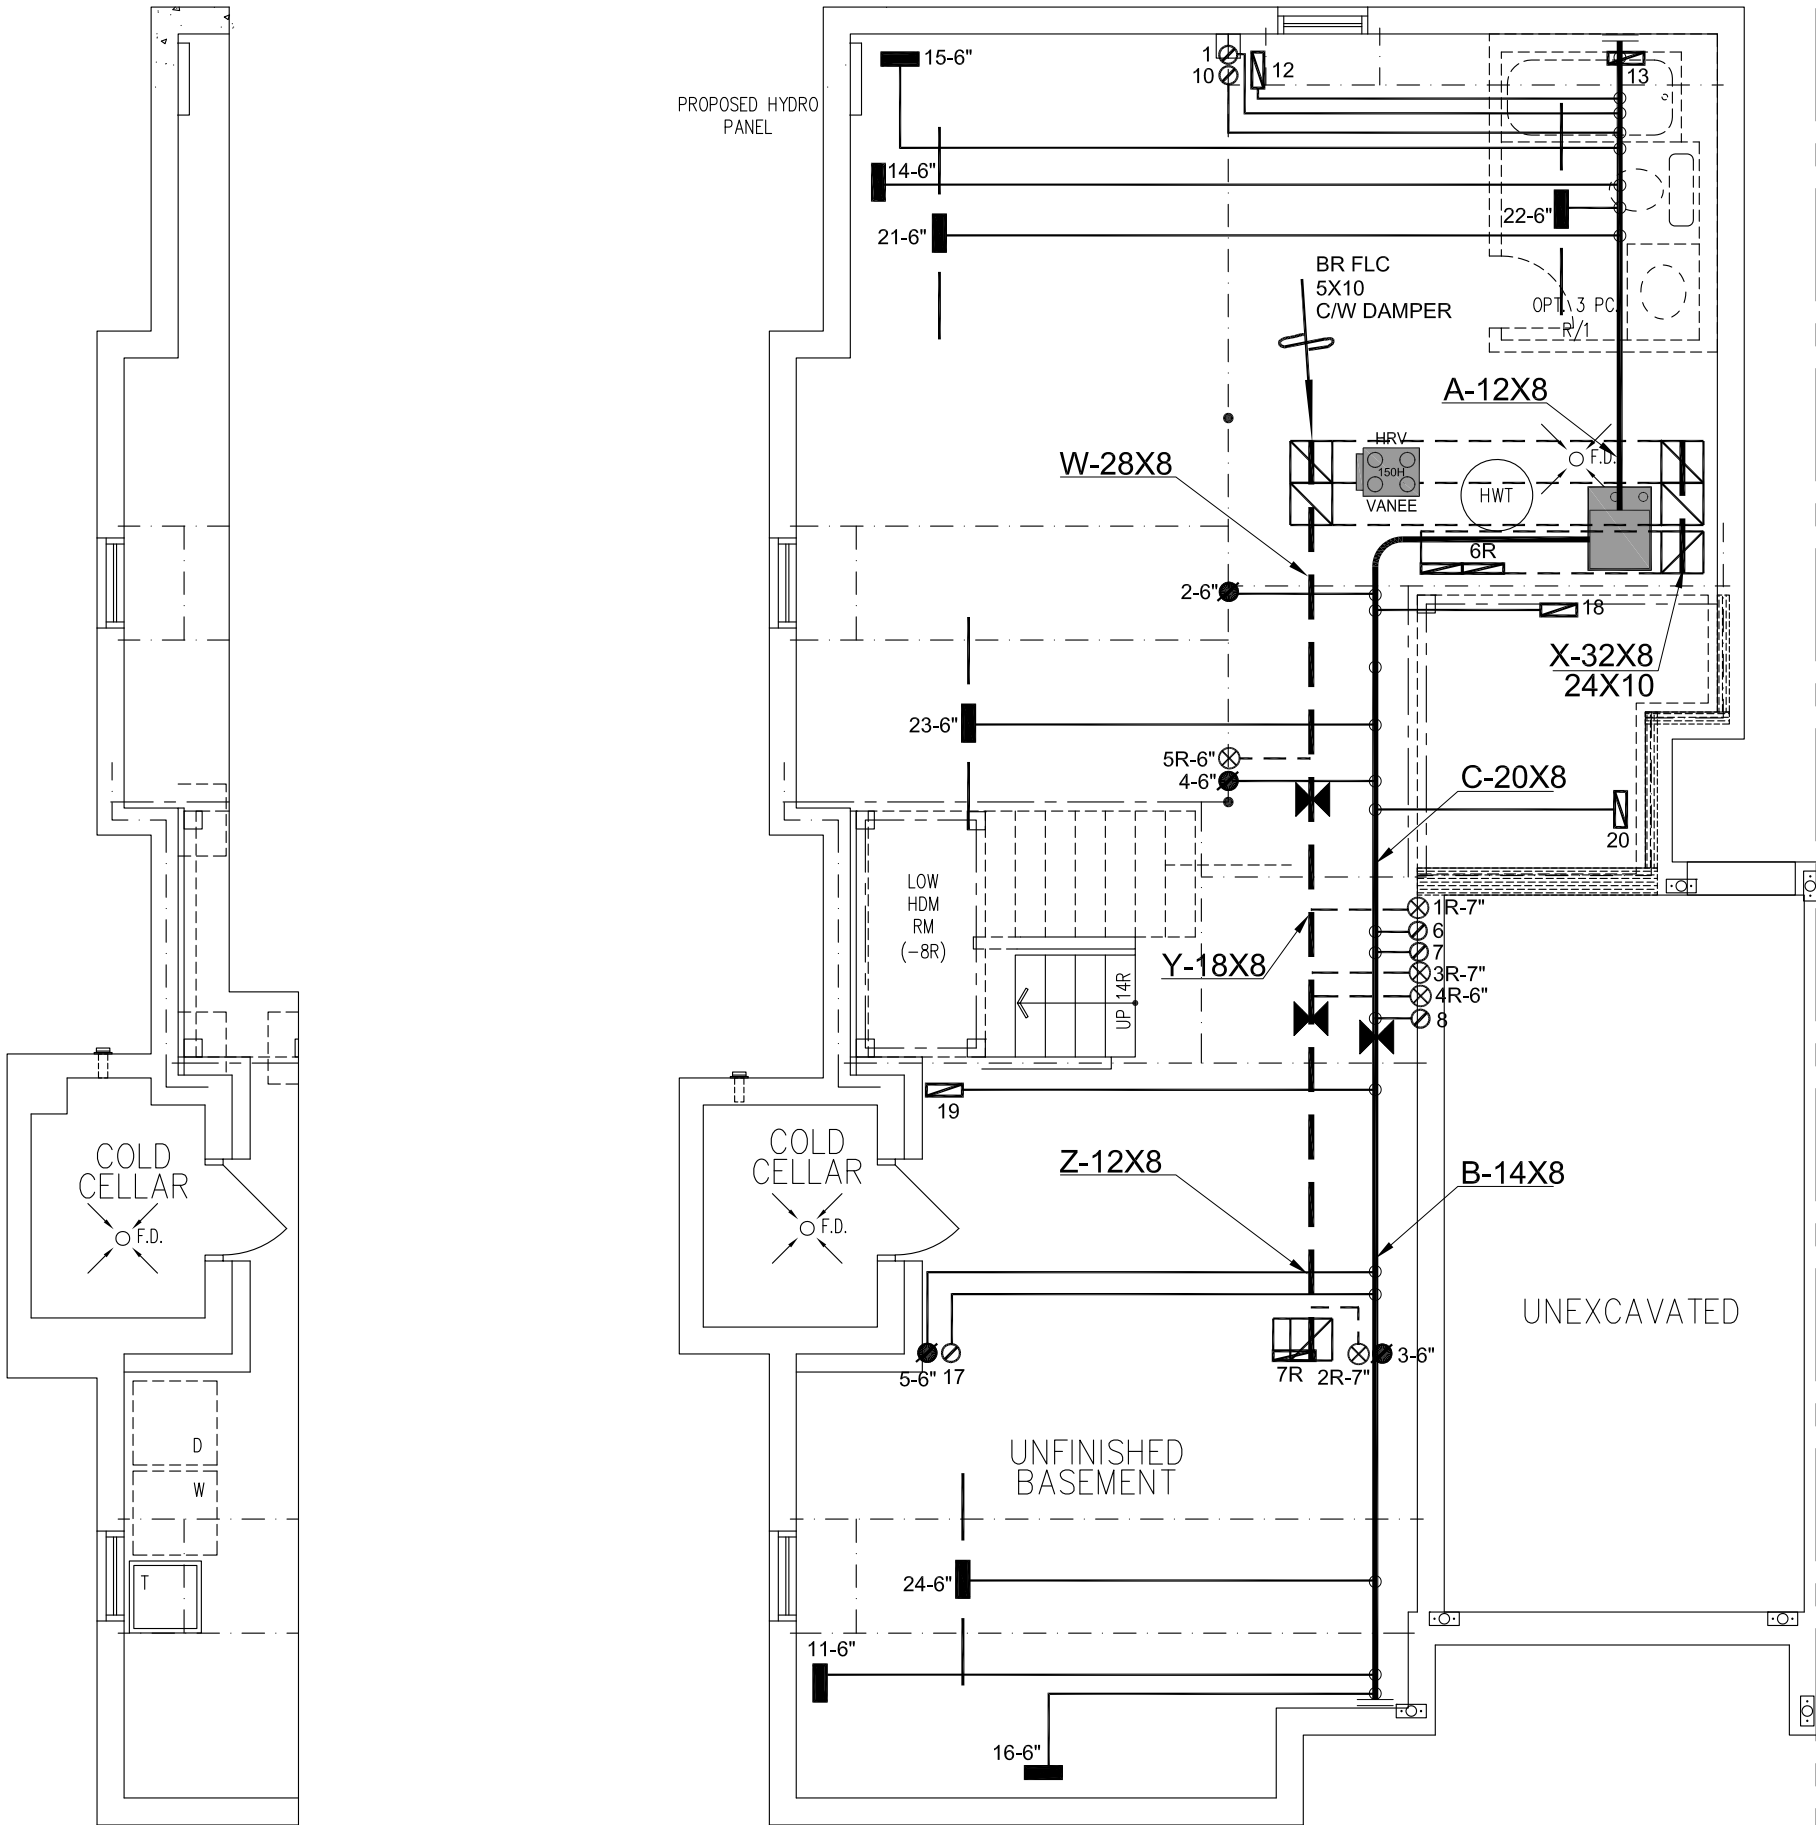 15-6"
1
10
12
13
PROPOSED HYDRO
PANEL
14-6"
22-6"
21-6"
BR FLC
5X10
C/W DAMPER
OPT. 3 PC.
R/1
A-12X8
HRV
150H
VANEE
HWT
F.D.
W-28X8
6R
2-6"
18
X-32X8
24X10
23-6"
5R-6"
4-6"
C-20X8
20
LOW
HDM
RM
(-8R)
UP 14R
1R-7"
6
7
3R-7"
4R-6"
8
Y-18X8
19
COLD
CELLAR
F.D.
COLD
CELLAR
F.D.
Z-12X8
B-14X8
UNEXCAVATED
5-6"
17
7R
2R-7"
3-6"
D
W
T
UNFINISHED
BASEMENT
24-6"
11-6"
16-6"